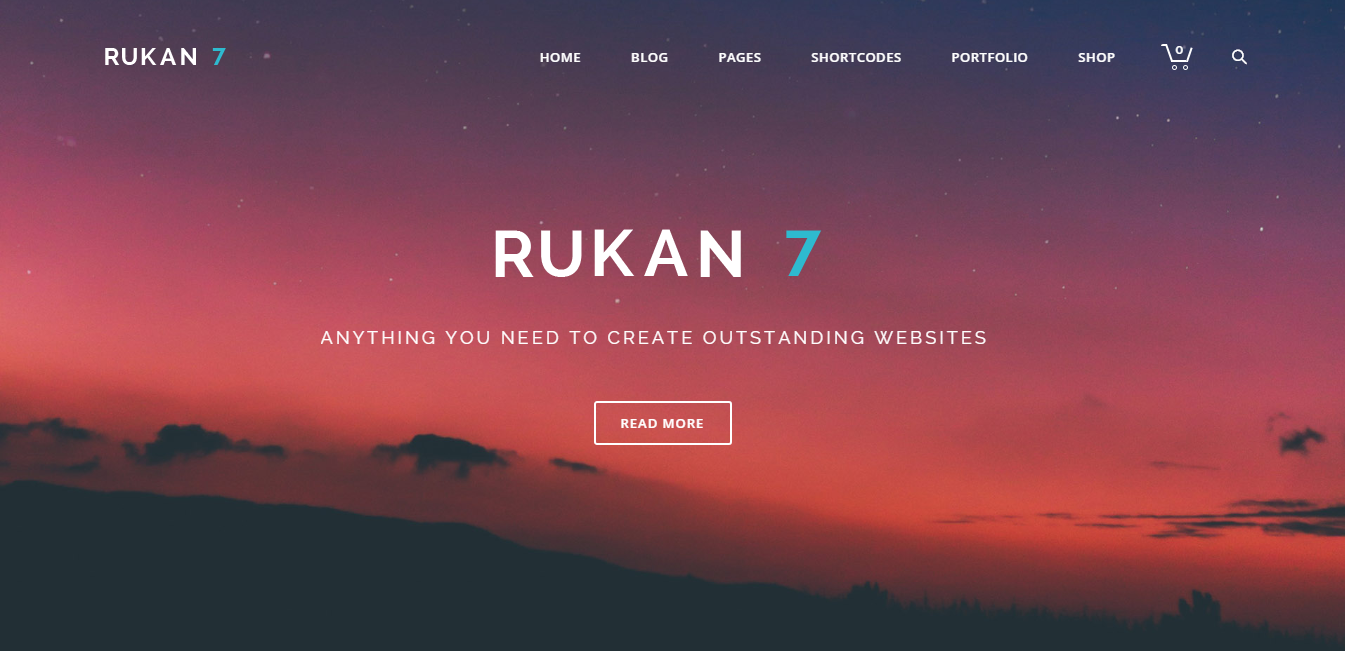 RUKAN 7
HOME BLOG PAGES SHORTCODES PORTFOLIO SHOP 0
RUKAN 7
ANYTHING YOU NEED TO CREATE OUTSTANDING WEBSITES
READ MORE